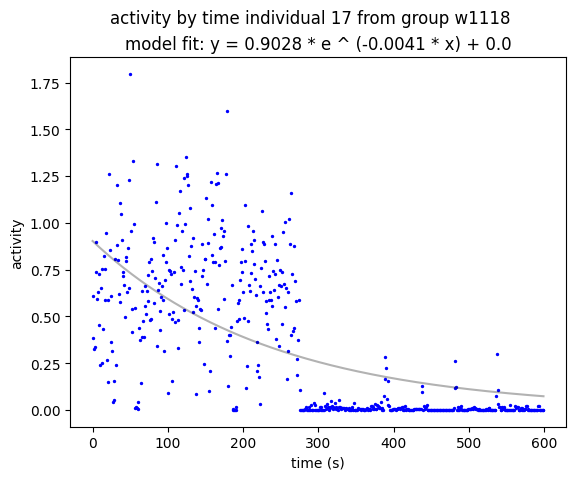 activity by time individual 17 from group w1118
model fit: y = 0.9028 * e ^ (-0.0041 * x) + 0.0
1.75
1.50
1.25
1.00
0.75
0.50
0.25
0.00
activity
0 100 200 300 400 500 600
time (s)